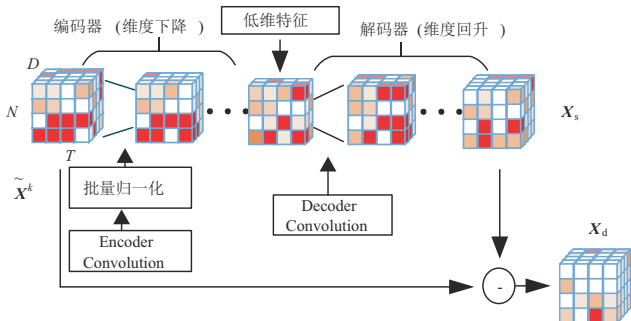 编码器 (维度下降)
低维特征
解码器 (维度回升)
D
N
T
X̃ᵏ
Xₛ
批量归一化
Encoder
Convolution
Decoder
Convolution
X_d
-